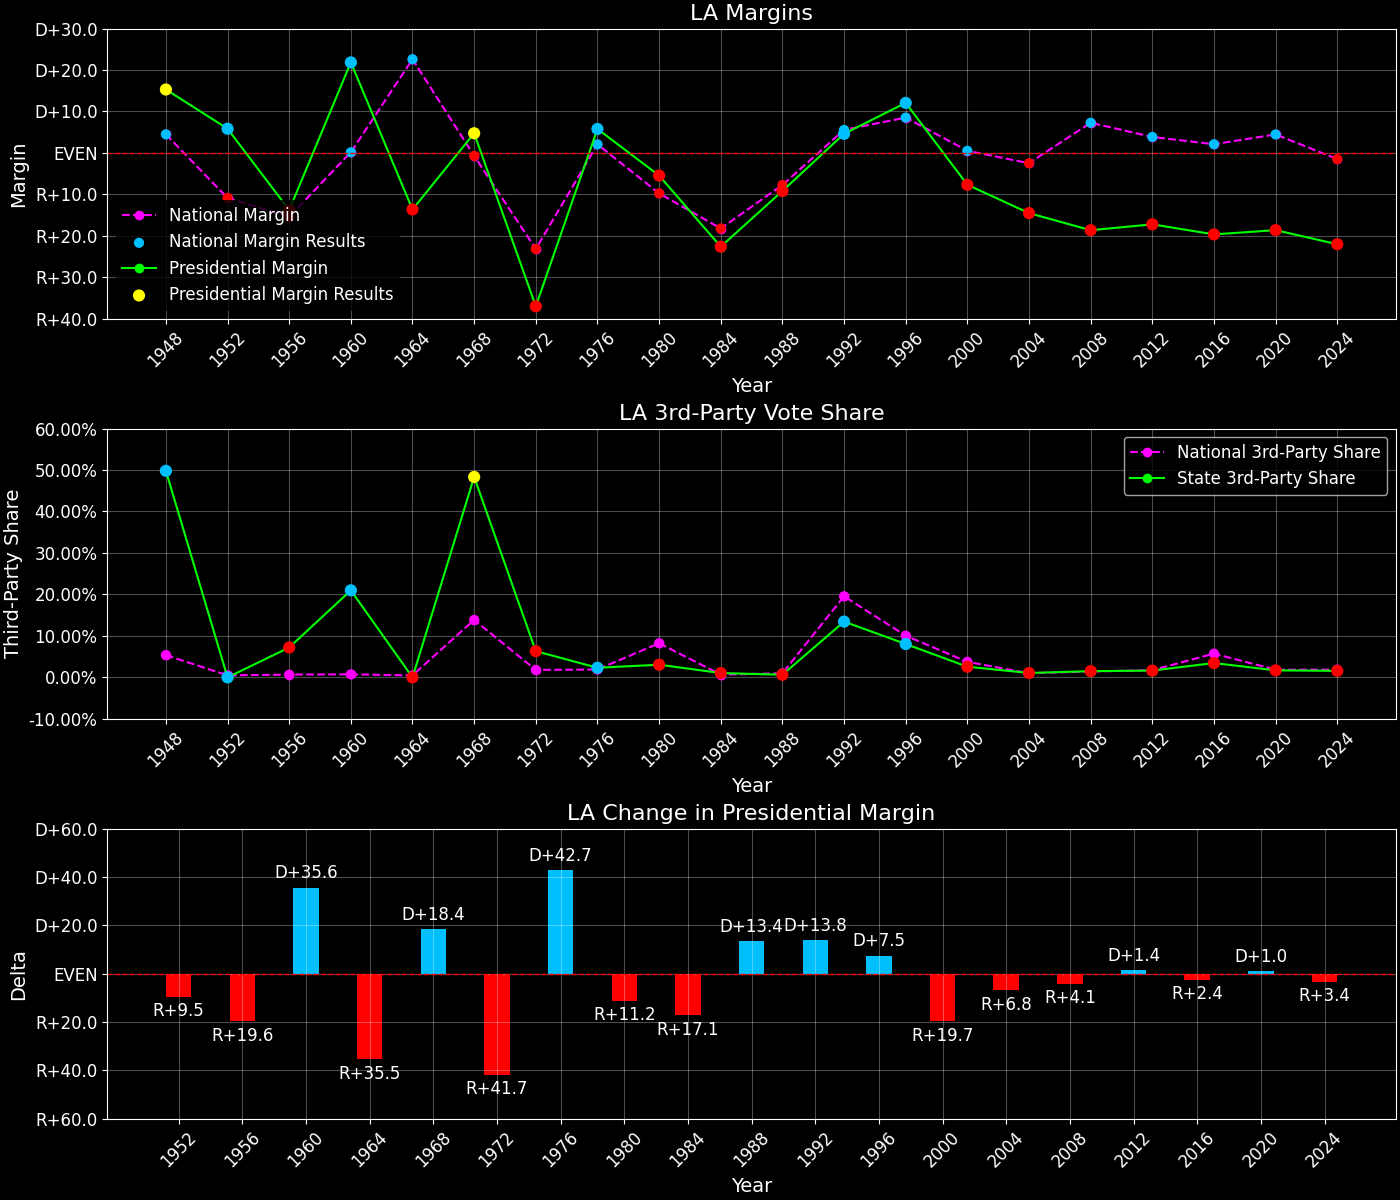 LA Margins
D+30.0
D+20.0
D+10.0
EVEN
R+10.0
R+20.0
R+30.0
R+40.0
Margin
National Margin
National Margin Results
Presidential Margin
Presidential Margin Results
1948 1952 1956 1960 1964 1968 1972 1976 1980 1984 1988 1992 1996 2000 2004 2008 2012 2016 2020 2024
Year
LA 3rd-Party Vote Share
60.00%
50.00%
40.00%
30.00%
20.00%
10.00%
0.00%
-10.00%
Third-Party Share
National 3rd-Party Share
State 3rd-Party Share
1948 1952 1956 1960 1964 1968 1972 1976 1980 1984 1988 1992 1996 2000 2004 2008 2012 2016 2020 2024
Year
LA Change in Presidential Margin
D+60.0
D+40.0
D+20.0
EVEN
R+20.0
R+40.0
R+60.0
Delta
R+9.5
R+19.6
D+35.6
R+35.5
D+18.4
R+41.7
D+42.7
R+11.2
R+17.1
D+13.4
D+13.8
D+7.5
R+19.7
R+6.8
R+4.1
D+1.4
R+2.4
D+1.0
R+3.4
1952 1956 1960 1964 1968 1972 1976 1980 1984 1988 1992 1996 2000 2004 2008 2012 2016 2020 2024
Year